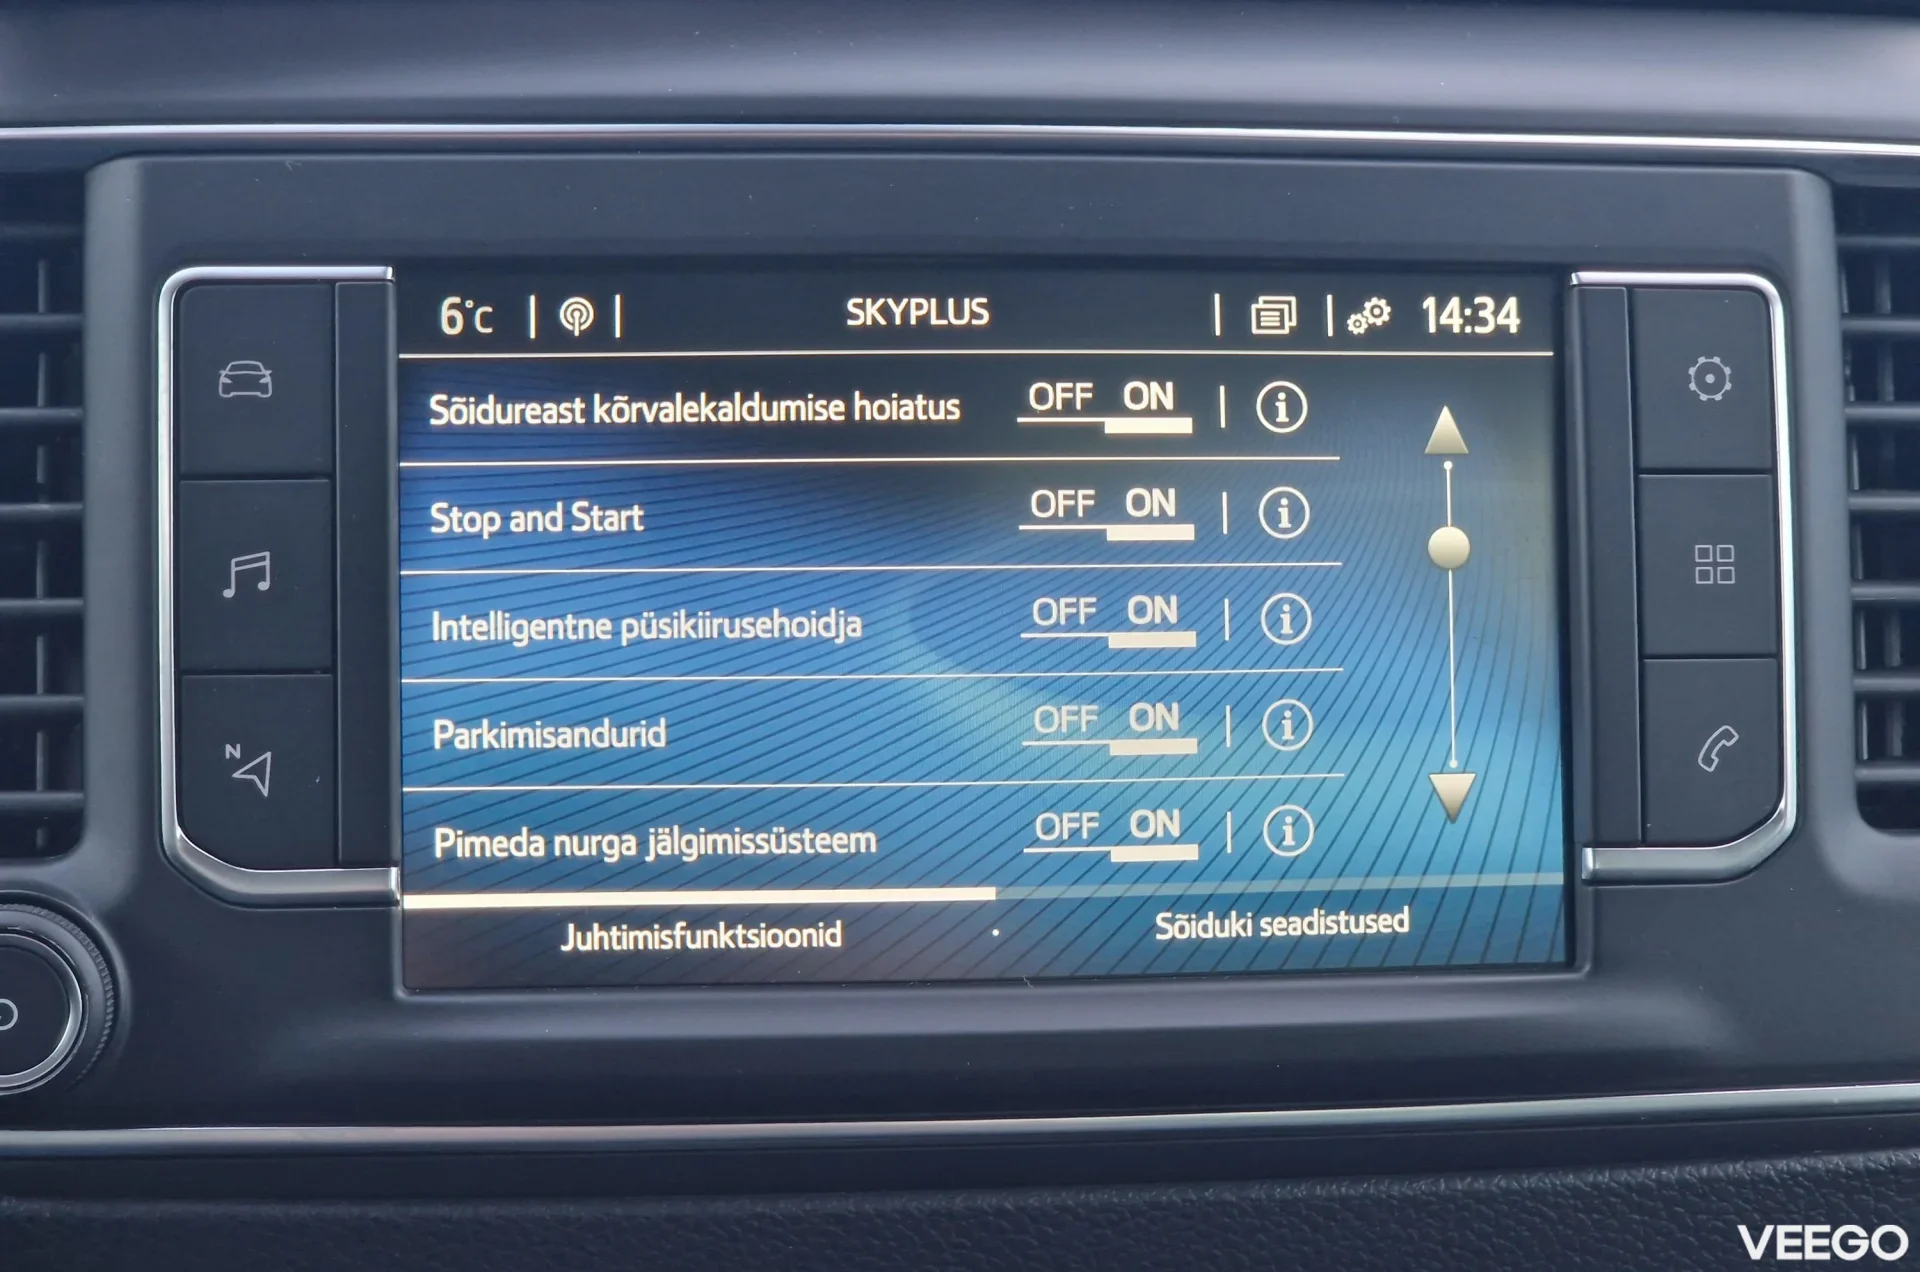 6°C SKYPLUS 14:34
Sõidureast kõrvalekaldumise hoiatus OFF ON i
Stop and Start OFF ON i
Intelligentne püsikiirusehoidja OFF ON i
Parkimisandurid OFF ON i
Pimeda nurga jälgimissüsteem OFF ON i
Juhtimisfunktsioonid • Sõiduki seadistused
N
VEEGO